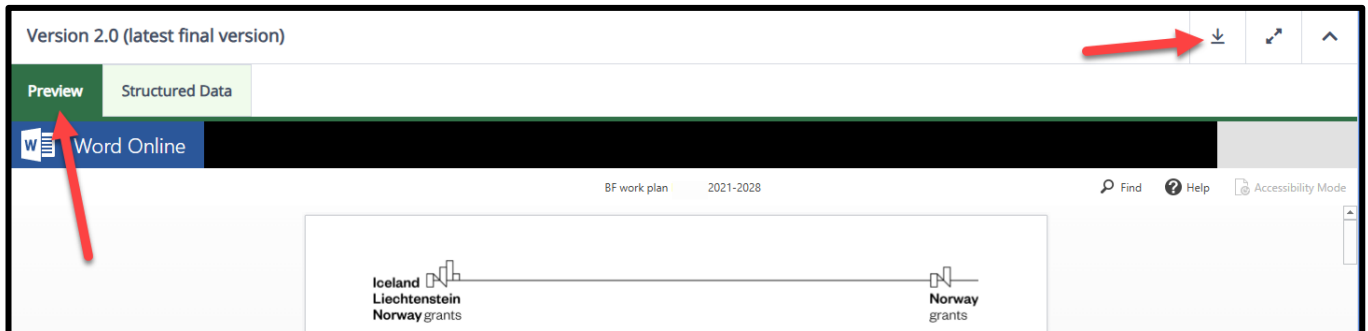 Version 2.0 (latest final version)
Preview Structured Data
W Word Online
BF work plan 2021-2028 Find ? Help Accessibility Mode
Iceland
Liechtenstein
Norway grants
Norway
grants